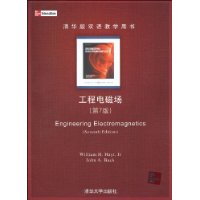 清华版双语教学用书
工程电磁场
（第7版）
Engineering Electromagnetics
(Seventh Edition)
William H. Hayt, Jr.
John A. Buck
清华大学出版社